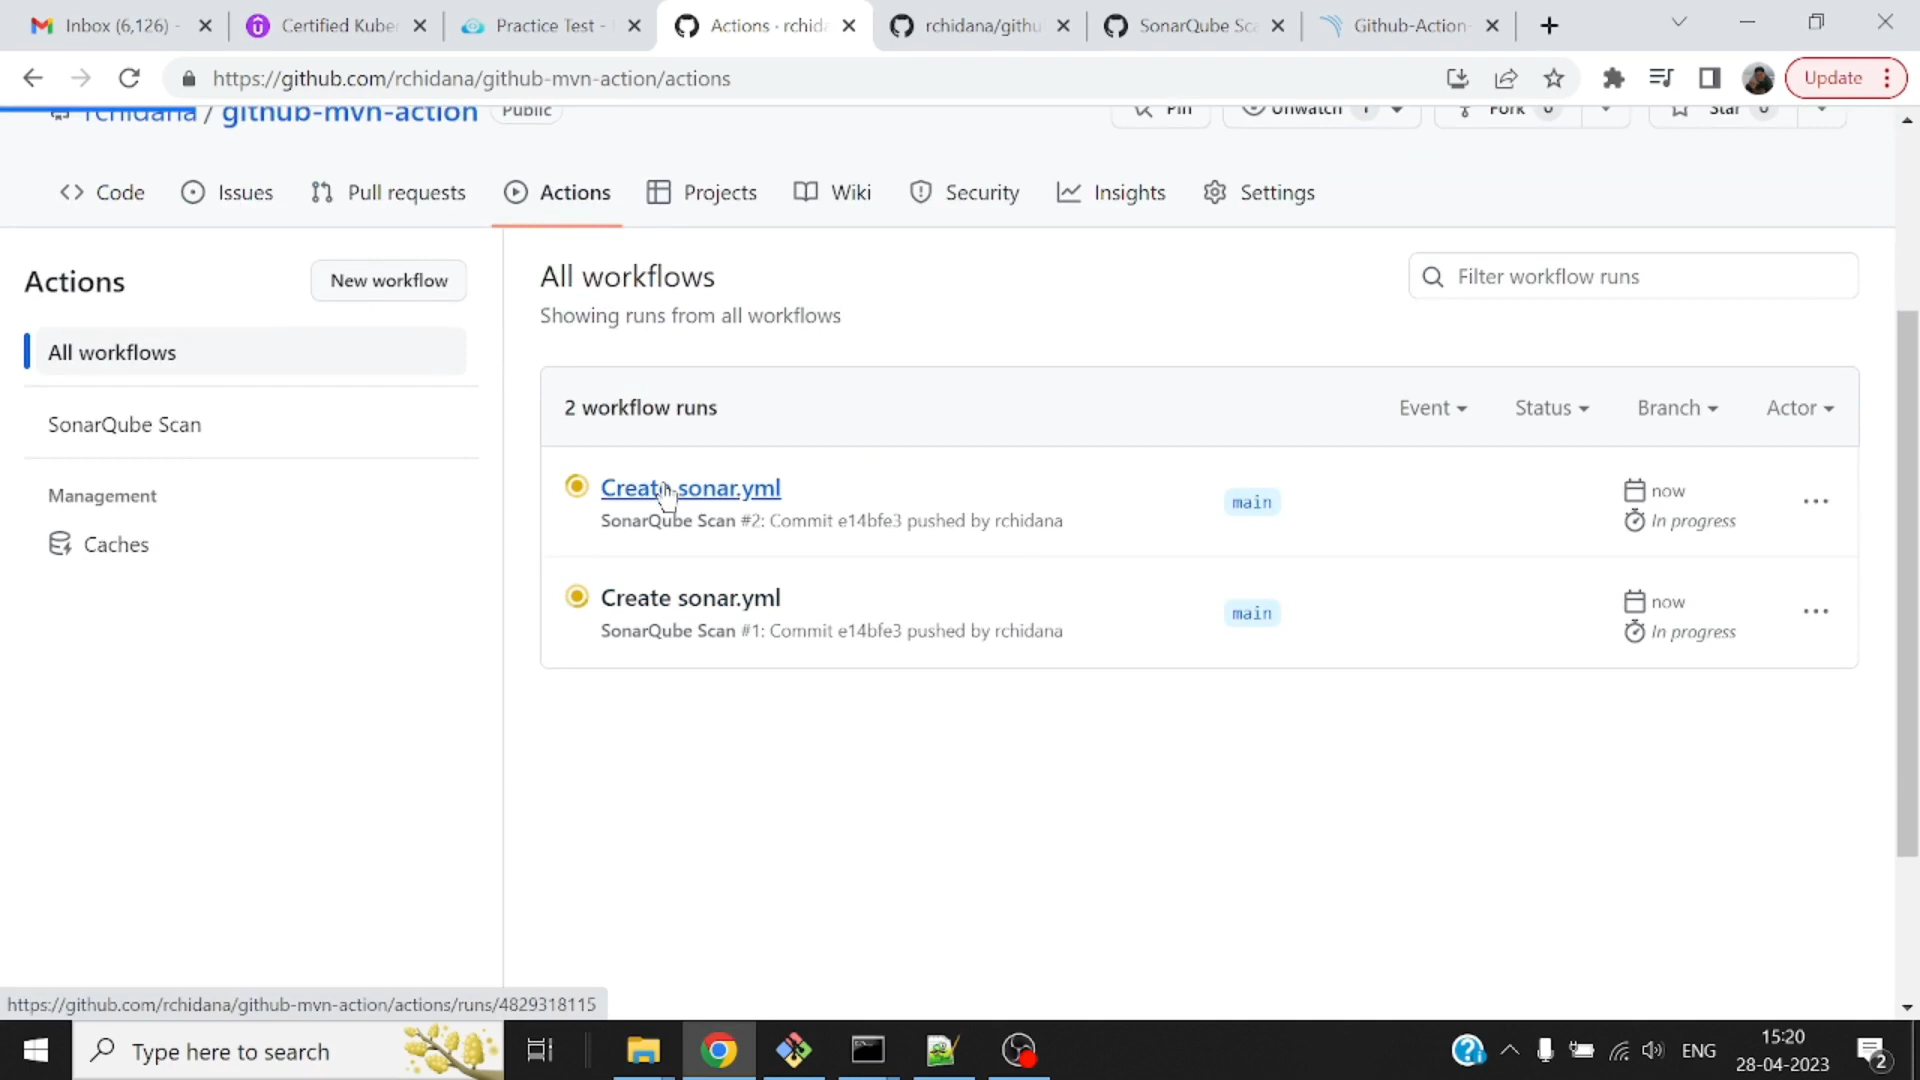 Inbox (6,126) -
Certified Kube
Practice Test -
Actions · rchid
rchidana/githu
SonarQube Sc
Github-Action-
https://github.com/rchidana/github-mvn-action/actions
Update
rchidana / github-mvn-action
Public
Pin
Unwatch 1
Fork 0
Star 0
Code
Issues
Pull requests
Actions
Projects
Wiki
Security
Insights
Settings
Actions
New workflow
All workflows
SonarQube Scan
Management
Caches
All workflows
Showing runs from all workflows
Filter workflow runs
2 workflow runs
Event
Status
Branch
Actor
Create sonar.yml
SonarQube Scan #2: Commit e14bfe3 pushed by rchidana
main
now
In progress
Create sonar.yml
SonarQube Scan #1: Commit e14bfe3 pushed by rchidana
main
now
In progress
https://github.com/rchidana/github-mvn-action/actions/runs/4829318115
Type here to search
ENG
15:20
28-04-2023
2